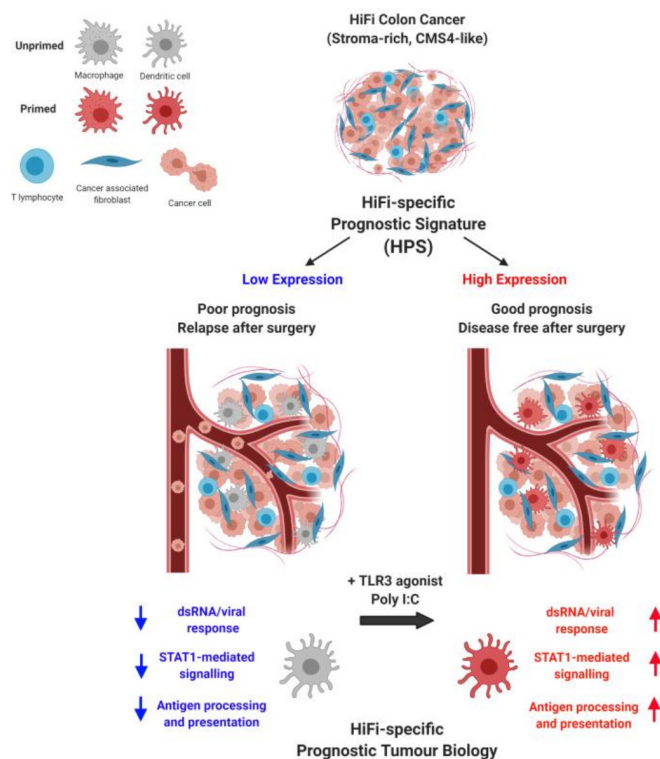 Unprimed
Macrophage
Dendritic cell
Primed
T lymphocyte
Cancer associated
fibroblast
Cancer cell
HiFi Colon Cancer
(Stroma-rich, CMS4-like)
HiFi-specific
Prognostic Signature
(HPS)
Low Expression
High Expression
Poor prognosis
Relapse after surgery
Good prognosis
Disease free after surgery
+ TLR3 agonist
Poly I:C
dsRNA/viral
response
STAT1-mediated
signalling
Antigen processing
and presentation
dsRNA/viral
response
STAT1-mediated
signalling
Antigen processing
and presentation
HiFi-specific
Prognostic Tumour Biology